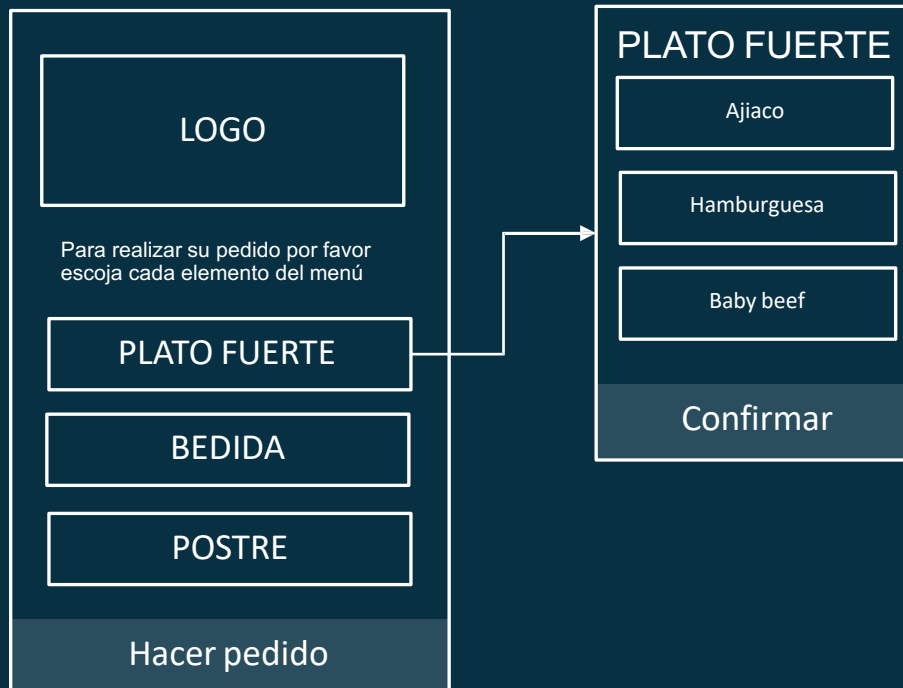 LOGO
Para realizar su pedido por favor
escoja cada elemento del menú
PLATO FUERTE
BEDIDA
POSTRE
Hacer pedido
PLATO FUERTE
Ajiaco
Hamburguesa
Baby beef
Confirmar